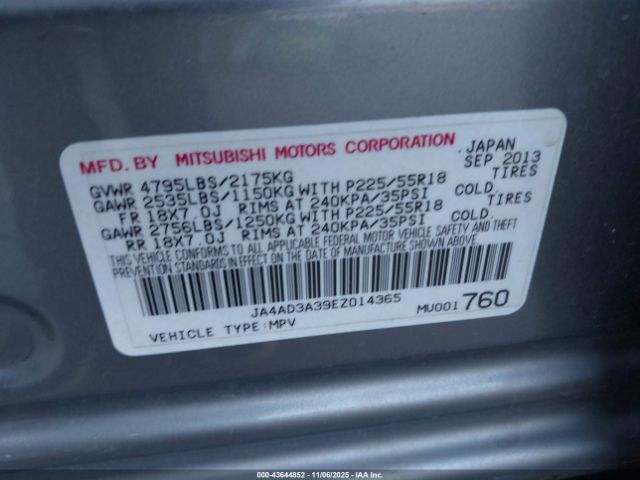 MFD. BY MITSUBISHI MOTORS CORPORATION JAPAN
GVWR 4795LBS/2175KG SEP 2013
GAWR 2535LBS/1150KG WITH P225/55R18 TIRES
FR 18X7.0J RIMS AT 240KPA/35PSI COLD.
GAWR 2756LBS/1250KG WITH P225/55R18 TIRES
RR 18X7.0J RIMS AT 240KPA/35PSI COLD.
THIS VEHICLE CONFORMS TO ALL APPLICABLE FEDERAL MOTOR VEHICLE SAFETY AND THEFT
PREVENTION STANDARDS IN EFFECT ON THE DATE OF MANUFACTURE SHOWN ABOVE.
JA4AD3A39EZ014365
VEHICLE TYPE:MPV MU001 760
000-43644852 | 11/06/2025 - IAA Inc.